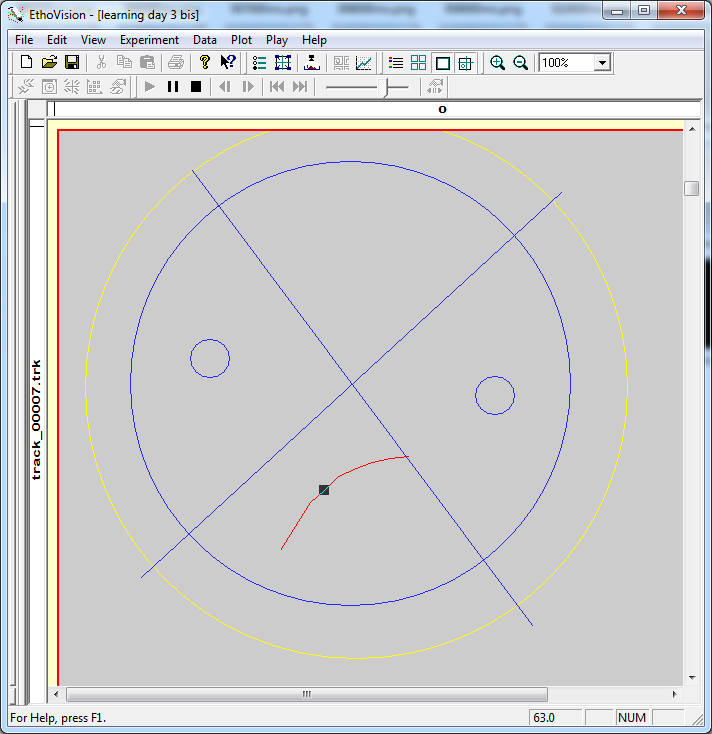 EthoVision - [learning day 3 bis]
File Edit View Experiment Data Plot Play Help
100%
0
track_00007.trk
For Help, press F1.
63.0
NUM